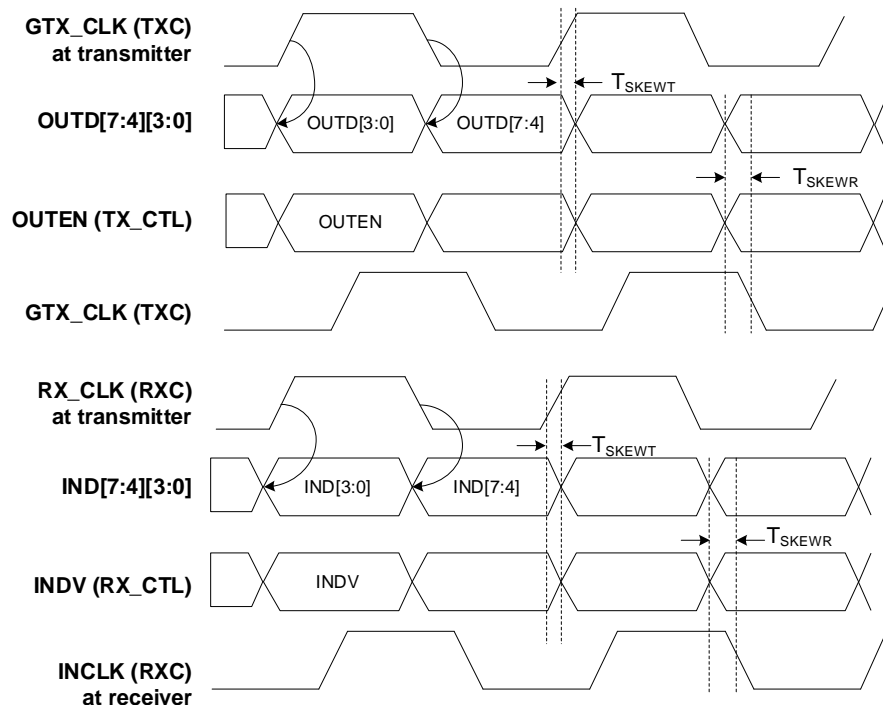 GTX_CLK (TXC)
at transmitter
T_SKEWT
OUTD[7:4][3:0]
OUTD[3:0]
OUTD[7:4]
T_SKEWR
OUTEN (TX_CTL)
OUTEN
GTX_CLK (TXC)
RX_CLK (RXC)
at transmitter
T_SKEWT
IND[7:4][3:0]
IND[3:0]
IND[7:4]
T_SKEWR
INDV (RX_CTL)
INDV
INCLK (RXC)
at receiver